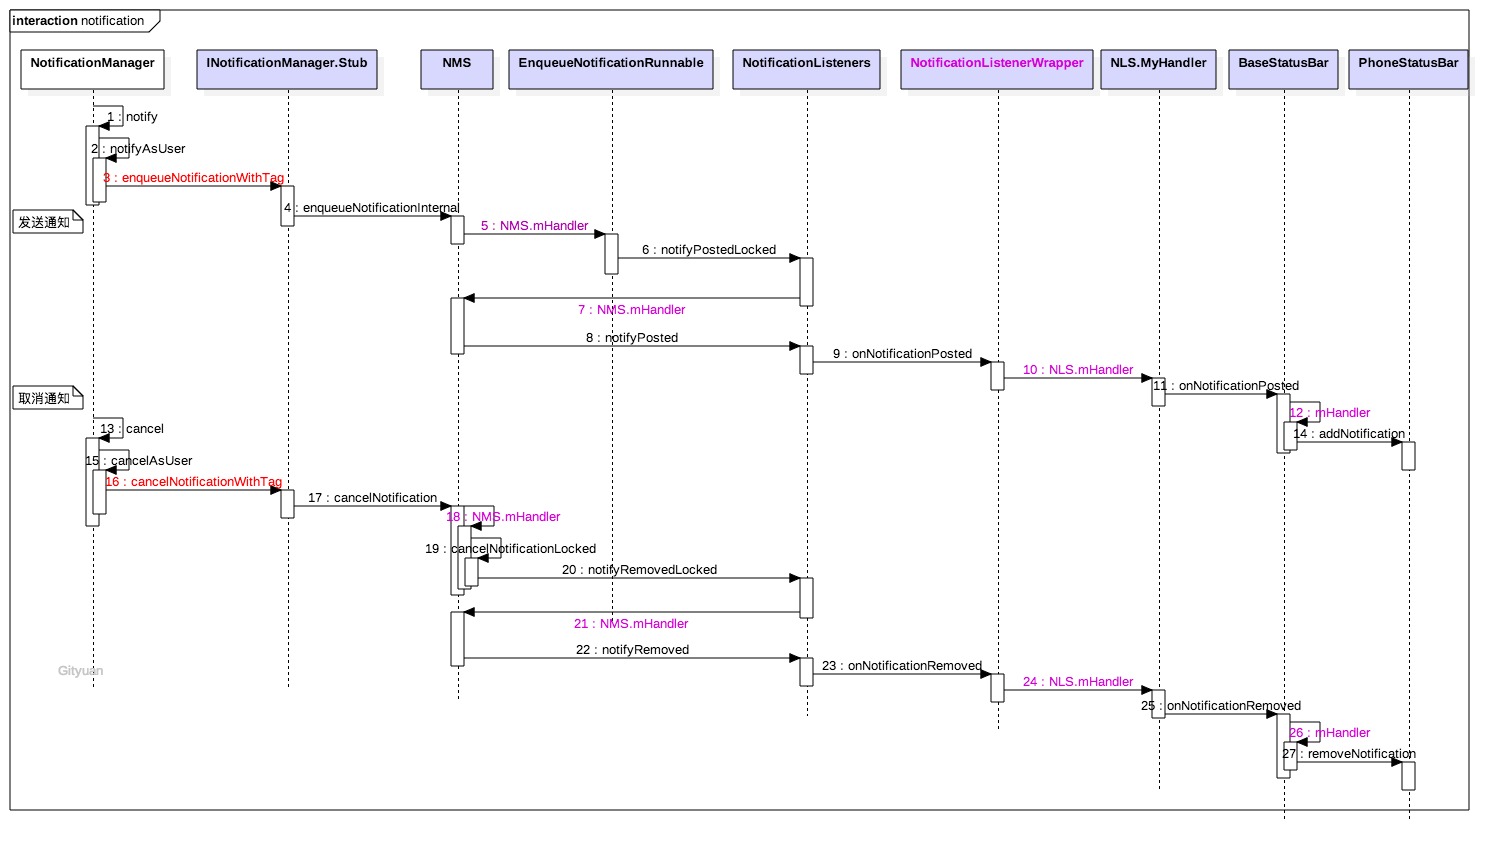 interaction notification
NotificationManager
INotificationManager.Stub
NMS
EnqueueNotificationRunnable
NotificationListeners
NotificationListenerWrapper
NLS.MyHandler
BaseStatusBar
PhoneStatusBar
1 : notify
2 : notifyAsUser
3 : enqueueNotificationWithTag
4 : enqueueNotificationInternal
发送通知
5 : NMS.mHandler
6 : notifyPostedLocked
7 : NMS.mHandler
8 : notifyPosted
9 : onNotificationPosted
10 : NLS.mHandler
11 : onNotificationPosted
取消通知
12 : mHandler
13 : cancel
14 : addNotification
15 : cancelAsUser
16 : cancelNotificationWithTag
17 : cancelNotification
18 : NMS.mHandler
19 : cancelNotificationLocked
20 : notifyRemovedLocked
21 : NMS.mHandler
22 : notifyRemoved
23 : onNotificationRemoved
Gityuan
24 : NLS.mHandler
25 : onNotificationRemoved
26 : mHandler
27 : removeNotification